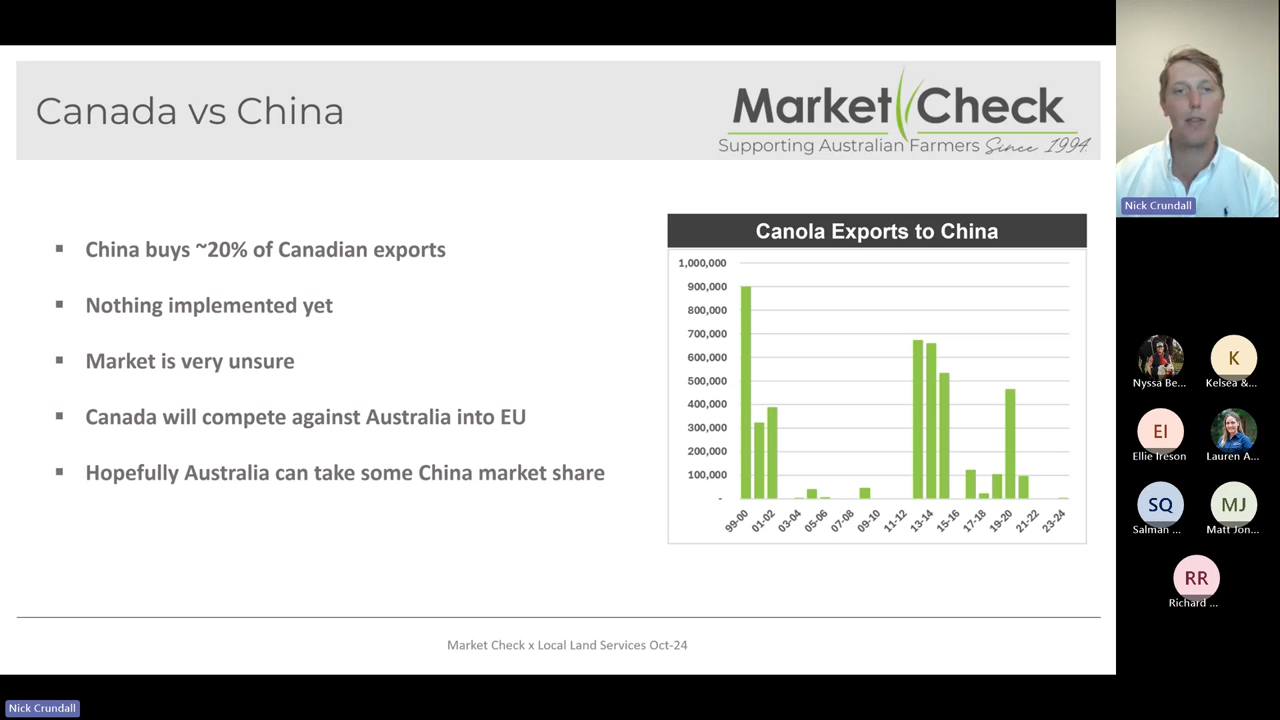 Canada vs China
Market Check
Supporting Australian Farmers Since 1994
▪ China buys ~20% of Canadian exports
▪ Nothing implemented yet
▪ Market is very unsure
▪ Canada will compete against Australia into EU
▪ Hopefully Australia can take some China market share
Canola Exports to China
1,000,000
900,000
800,000
700,000
600,000
500,000
400,000
300,000
200,000
100,000
-
99-00 01-02 03-04 05-06 07-08 09-10 11-12 13-14 15-16 17-18 19-20 21-22 23-24
Market Check x Local Land Services Oct-24
Nick Crundall
Nyssa Be...
K
Kelsea &...
EI
Ellie Ireson
Lauren A...
SQ
Salman ...
MJ
Matt Jon...
RR
Richard ...
Nick Crundall